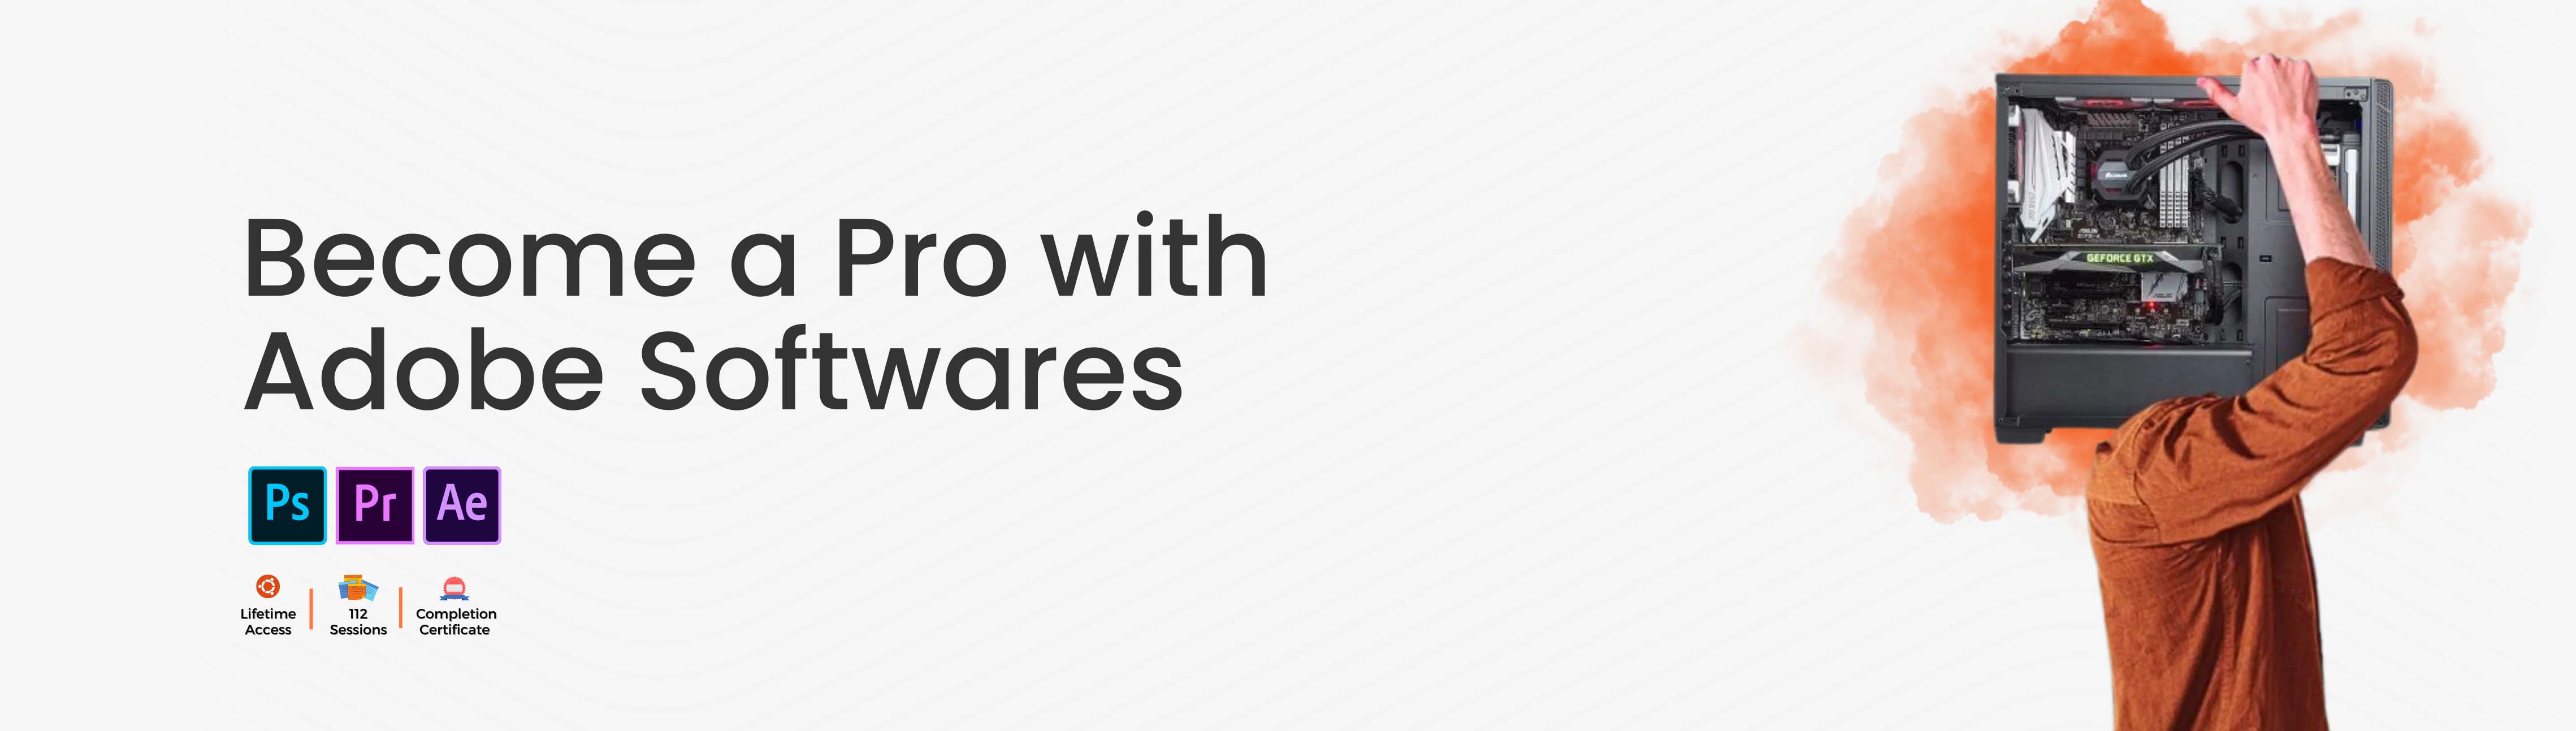 Become a Pro with
Adobe Softwares
Ps Pr Ae
Lifetime
Access
112
Sessions
Completion
Certificate
GEFORCE GTX